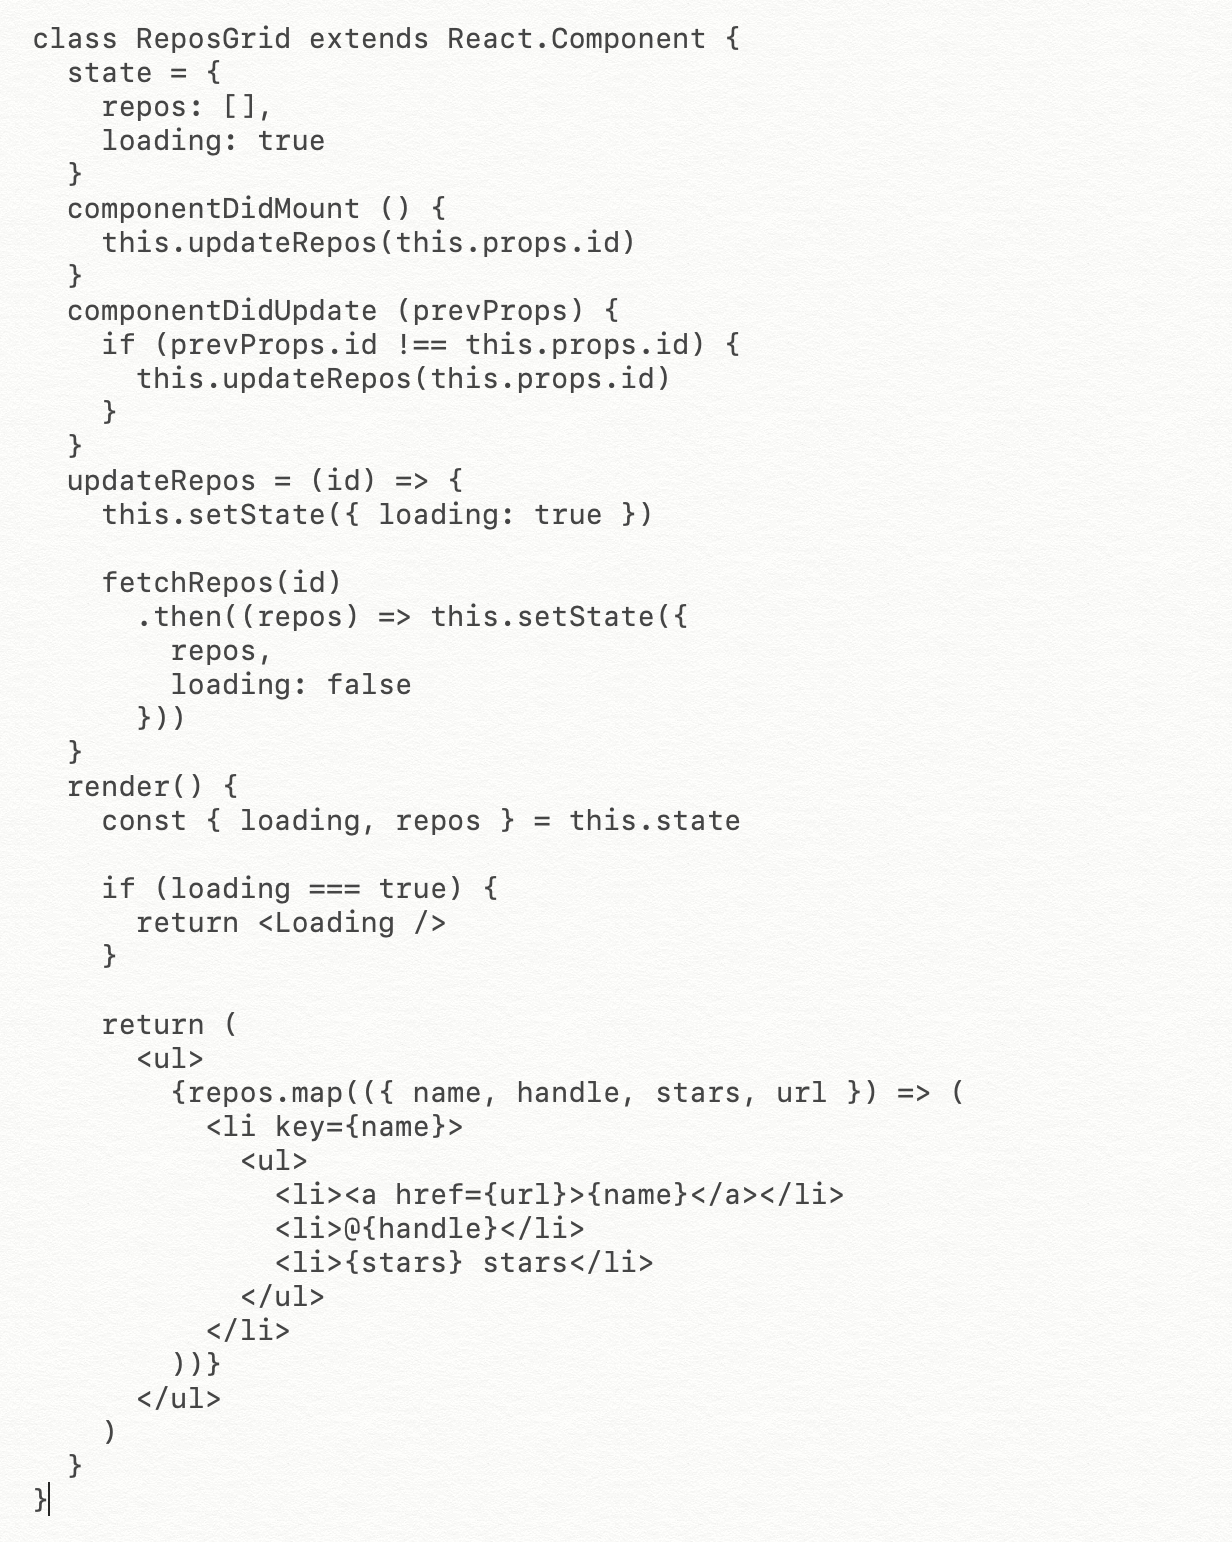 class ReposGrid extends React.Component {
  state = {
    repos: [],
    loading: true
  }
  componentDidMount () {
    this.updateRepos(this.props.id)
  }
  componentDidUpdate (prevProps) {
    if (prevProps.id !== this.props.id) {
      this.updateRepos(this.props.id)
    }
  }
  updateRepos = (id) => {
    this.setState({ loading: true })

    fetchRepos(id)
      .then((repos) => this.setState({
        repos,
        loading: false
      }))
  }
  render() {
    const { loading, repos } = this.state

    if (loading === true) {
      return <Loading />
    }

    return (
      <ul>
        {repos.map(({ name, handle, stars, url }) => (
          <li key={name}>
            <ul>
              <li><a href={url}>{name}</a></li>
              <li>@{handle}</li>
              <li>{stars} stars</li>
            </ul>
          </li>
        ))}
      </ul>
    )
  }
}